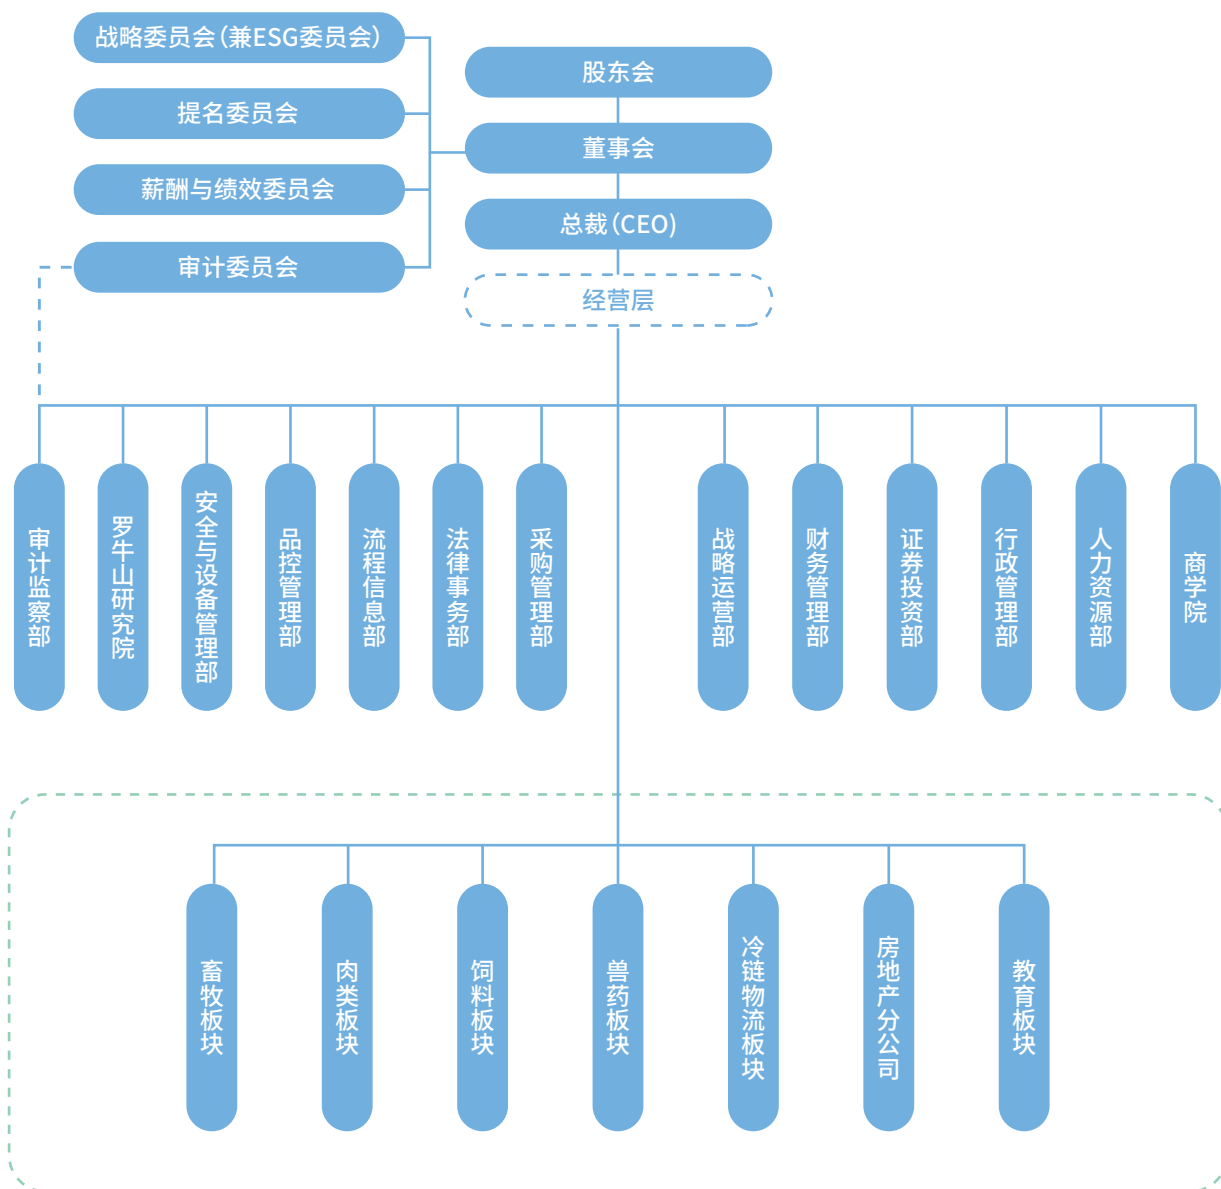 战略委员会（兼ESG委员会）
提名委员会
薪酬与绩效委员会
审计委员会
股东会
董事会
总裁（CEO）
经营层
审计监察部
罗牛山研究院
安全与设备管理部
品控管理部
流程信息部
法律事务部
采购管理部
战略运营部
财务管理部
证券投资部
行政管理部
人力资源部
商学院
畜牧板块
肉类板块
饲料板块
兽药板块
冷链物流板块
房地产分公司
教育板块